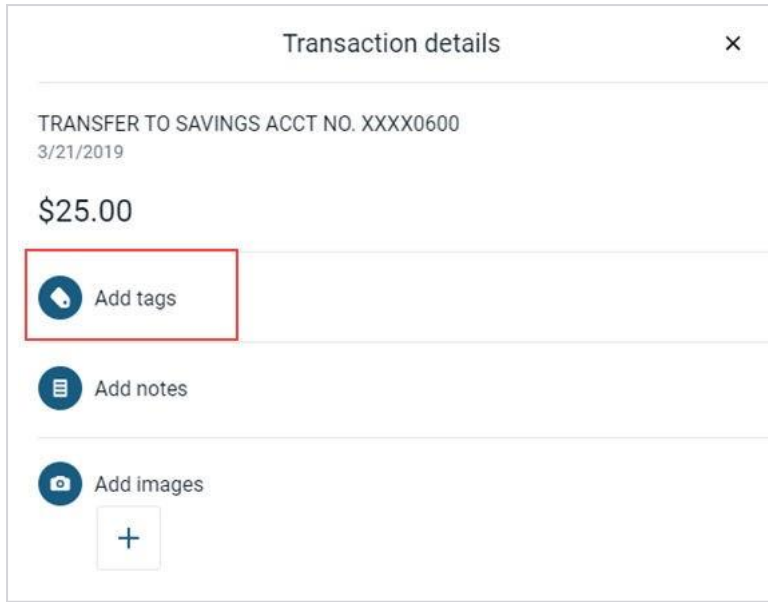 Transaction details
TRANSFER TO SAVINGS ACCT NO. XXXX0600
3/21/2019
$25.00
Add tags
Add notes
Add images